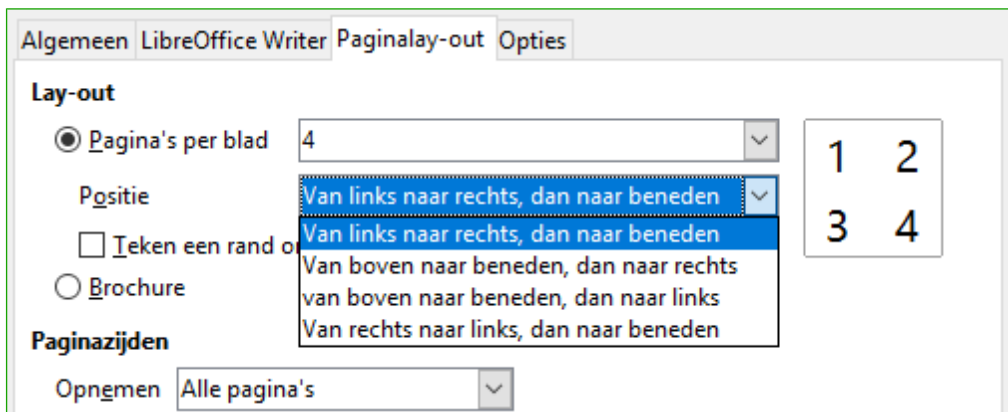 Algemeen LibreOffice Writer Paginalay-out Opties
Lay-out
Pagina's per blad 4
1 2
Positie Van links naar rechts, dan naar beneden
Van links naar rechts, dan naar beneden
3 4
Teken een rand
Van boven naar beneden, dan naar rechts
Brochure van boven naar beneden, dan naar links
Van rechts naar links, dan naar beneden
Paginazijden
Opnemen Alle pagina's